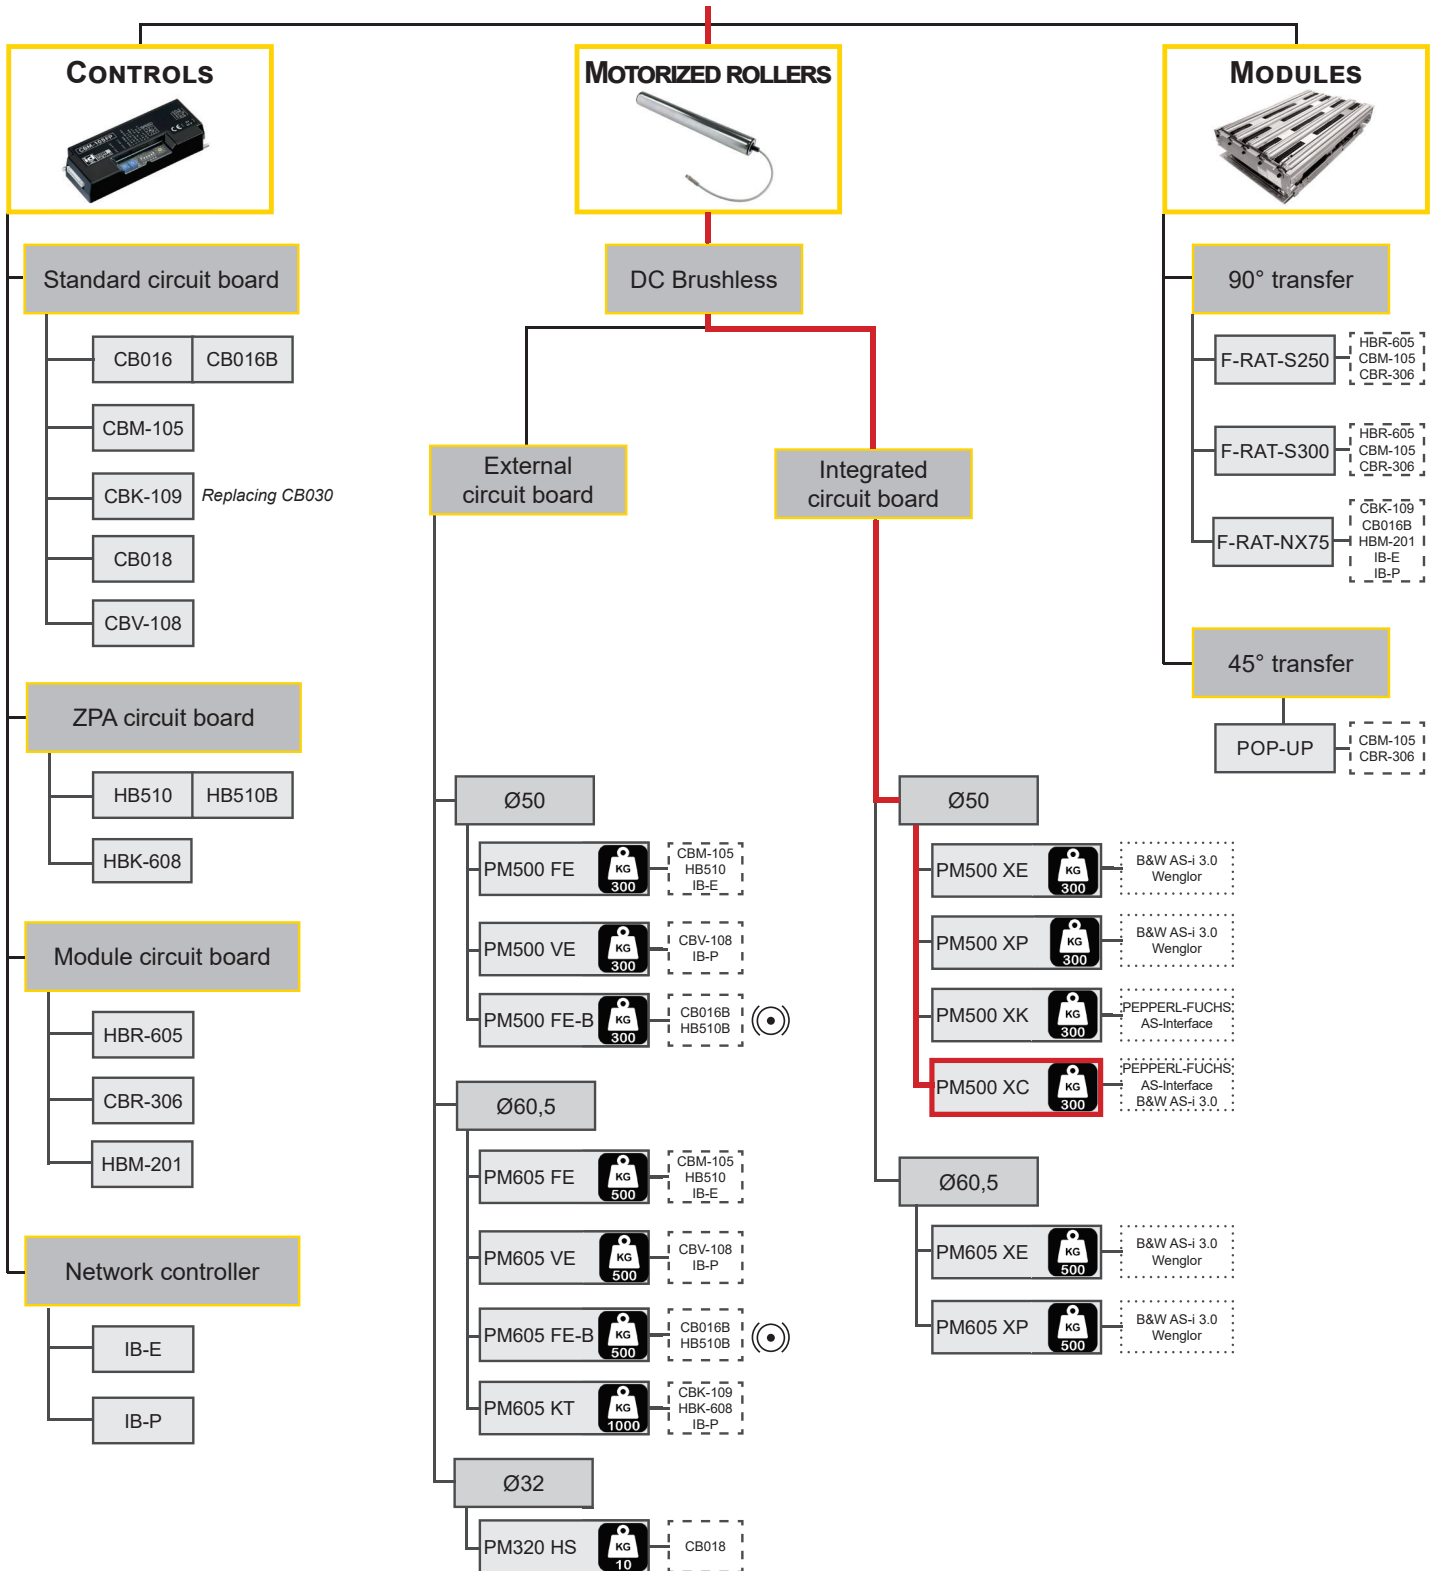 CONTROLS
CBM-105FP
MOTORIZED ROLLERS
MODULES
Standard circuit board
CB016
CB016B
CBM-105
CBK-109
Replacing CB030
CB018
CBV-108
ZPA circuit board
HB510
HB510B
HBK-608
Module circuit board
HBR-605
CBR-306
HBM-201
Network controller
IB-E
IB-P
DC Brushless
External
circuit board
Ø50
PM500 FE
KG
300
CBM-105
HB510
IB-E
PM500 VE
KG
300
CBV-108
IB-P
PM500 FE-B
KG
300
CB016B
HB510B
Ø60,5
PM605 FE
KG
500
CBM-105
HB510
IB-E
PM605 VE
KG
500
CBV-108
IB-P
PM605 FE-B
KG
500
CB016B
HB510B
PM605 KT
KG
1000
CBK-109
HBK-608
IB-P
Ø32
PM320 HS
KG
10
CB018
Integrated
circuit board
Ø50
PM500 XE
KG
300
B&W AS-i 3.0
Wenglor
PM500 XP
KG
300
B&W AS-i 3.0
Wenglor
PM500 XK
KG
300
PEPPERL-FUCHS
AS-Interface
PM500 XC
KG
300
PEPPERL-FUCHS
AS-Interface
B&W AS-i 3.0
Ø60,5
PM605 XE
KG
500
B&W AS-i 3.0
Wenglor
PM605 XP
KG
500
B&W AS-i 3.0
Wenglor
90° transfer
F-RAT-S250
HBR-605
CBM-105
CBR-306
F-RAT-S300
HBR-605
CBM-105
CBR-306
F-RAT-NX75
CBK-109
CB016B
HBM-201
IB-E
IB-P
45° transfer
POP-UP
CBM-105
CBR-306